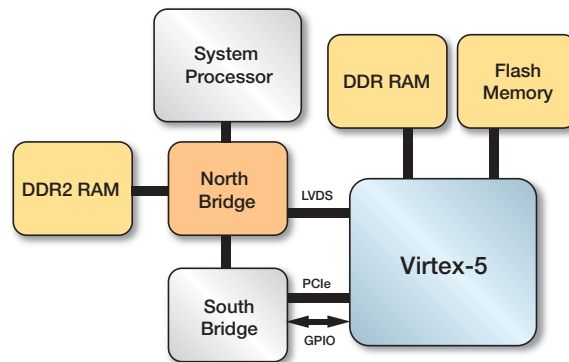 System
Processor
DDR RAM
Flash
Memory
DDR2 RAM
North
Bridge
LVDS
Virtex-5
South
Bridge
PCIe
GPIO